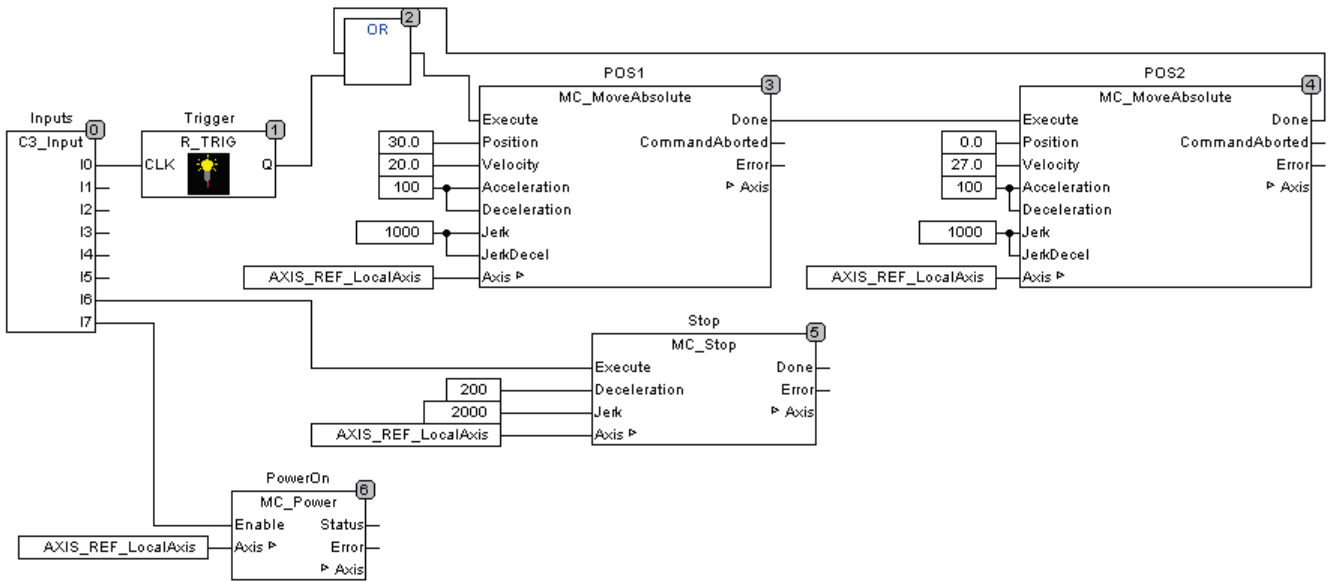 2
OR
POS1
POS2
3
4
MC_MoveAbsolute
MC_MoveAbsolute
Inputs
Trigger
0
1
Execute
Done
Execute
Done
C3_Input
R_TRIG
30.0
Position
CommandAborted
0.0
Position
CommandAborted
I0
CLK
Q
20.0
Velocity
Error
27.0
Velocity
Error
I1
100
Acceleration
Axis
100
Acceleration
Axis
I2
Deceleration
Deceleration
I3
1000
Jerk
1000
Jerk
I4
JerkDecel
JerkDecel
I5
AXIS_REF_LocalAxis
Axis
AXIS_REF_LocalAxis
Axis
I6
I7
Stop
5
MC_Stop
Execute
Done
200
Deceleration
Error
2000
Jerk
Axis
AXIS_REF_LocalAxis
Axis
PowerOn
6
MC_Power
Enable
Status
AXIS_REF_LocalAxis
Axis
Error
Axis